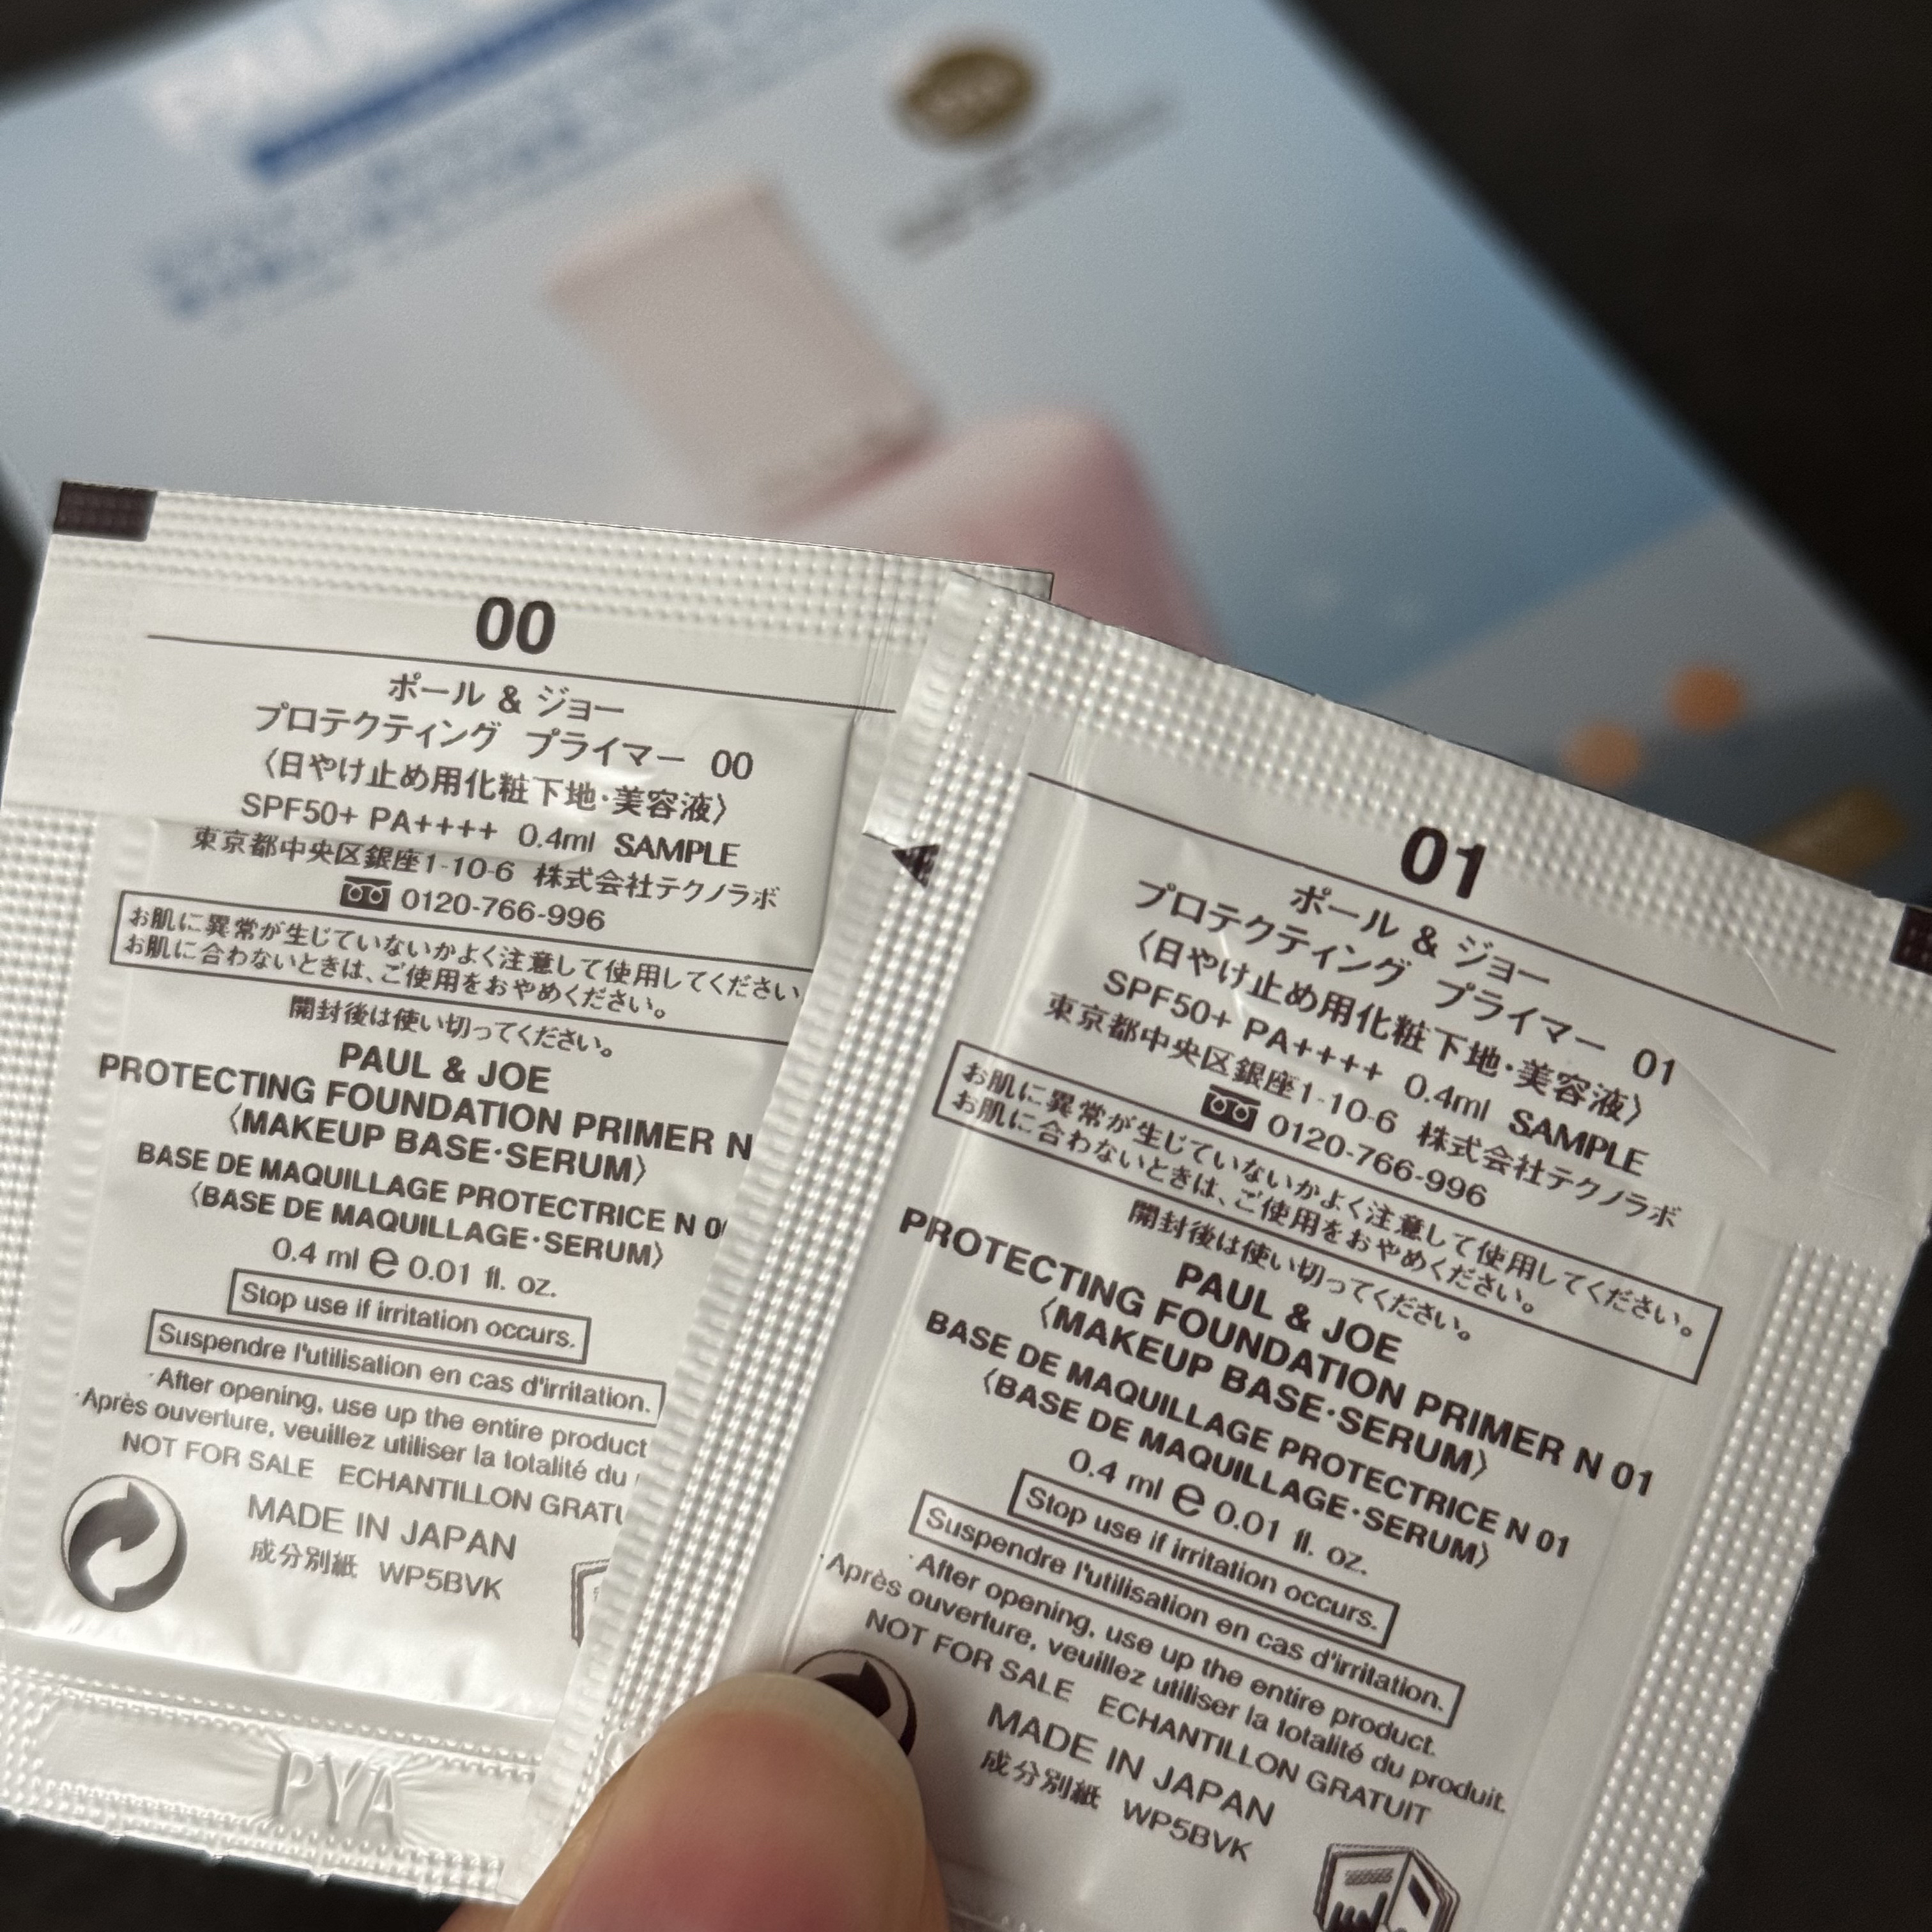 00
ポール & ジョー
プロテクティング プライマー 00
〈日やけ止め用化粧下地・美容液〉
SPF50+ PA++++ 0.4ml SAMPLE
東京都中央区銀座1-10-6 株式会社テクノラボ
0120-766-996
お肌に異常が生じていないかよく注意して使用してください
お肌に合わないときは、ご使用をおやめください。
開封後は使い切ってください。
PAUL & JOE
PROTECTING FOUNDATION PRIMER N
〈MAKEUP BASE・SERUM〉
BASE DE MAQUILLAGE PROTECTRICE N 0
〈BASE DE MAQUILLAGE・SERUM〉
0.4 ml e 0.01 fl. oz.
Stop use if irritation occurs.
Suspendre l'utilisation en cas d'irritation.
·After opening, use up the entire product
·Après ouverture, veuillez utiliser la totalité du
NOT FOR SALE ECHANTILLON GRATU
MADE IN JAPAN
成分別紙 WP5BVK
PYA
01
ポール & ジョー
プロテクティング プライマー 01
〈日やけ止め用化粧下地・美容液〉
SPF50+ PA++++ 0.4ml SAMPLE
東京都中央区銀座1-10-6 株式会社テクノラボ
0120-766-996
お肌に異常が生じていないかよく注意して使用してください。
お肌に合わないときは、ご使用をおやめください。
開封後は使い切ってください。
PAUL & JOE
PROTECTING FOUNDATION PRIMER N 01
〈MAKEUP BASE・SERUM〉
BASE DE MAQUILLAGE PROTECTRICE N 01
〈BASE DE MAQUILLAGE・SERUM〉
0.4 ml e 0.01 fl. oz.
Stop use if irritation occurs.
Suspendre l'utilisation en cas d'irritation.
·After opening, use up the entire product.
·Après ouverture, veuillez utiliser la totalité du produit.
NOT FOR SALE ECHANTILLON GRATUIT
MADE IN JAPAN
成分別紙 WP5BVK